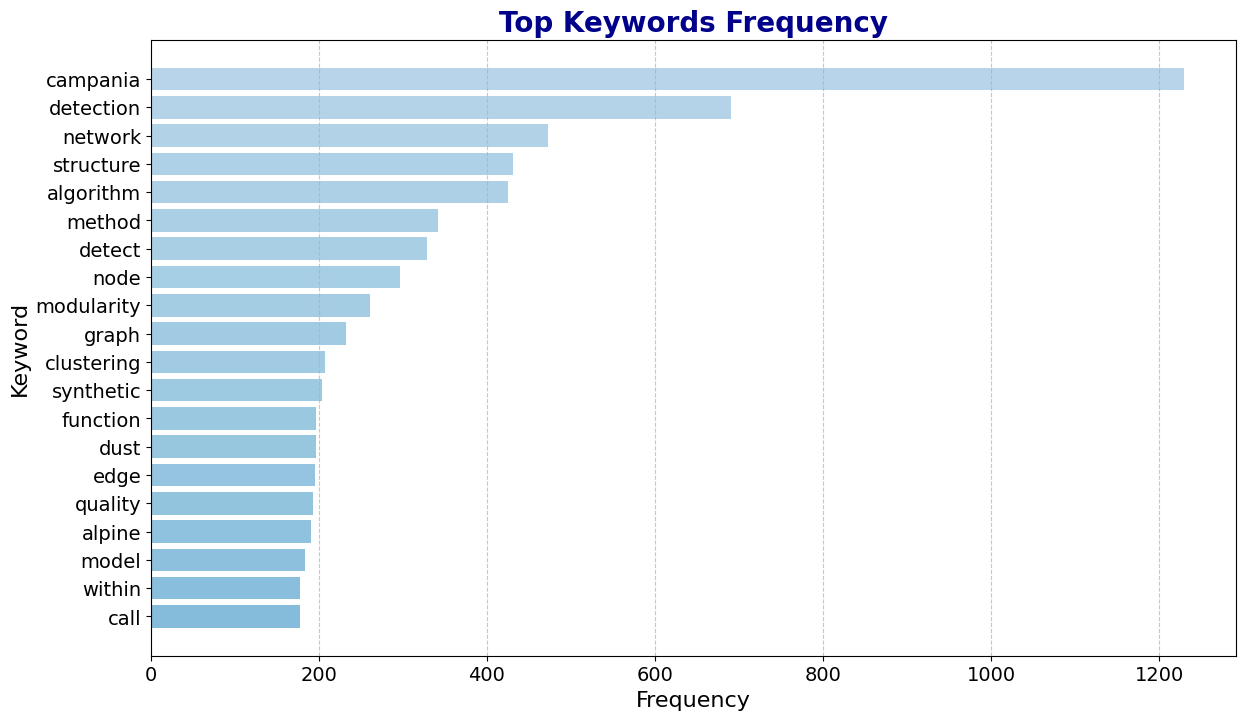 Top Keywords Frequency
campania
detection
network
structure
algorithm
method
detect
node
modularity
graph
clustering
synthetic
function
dust
edge
quality
alpine
model
within
call
Keyword
0 200 400 600 800 1000 1200
Frequency